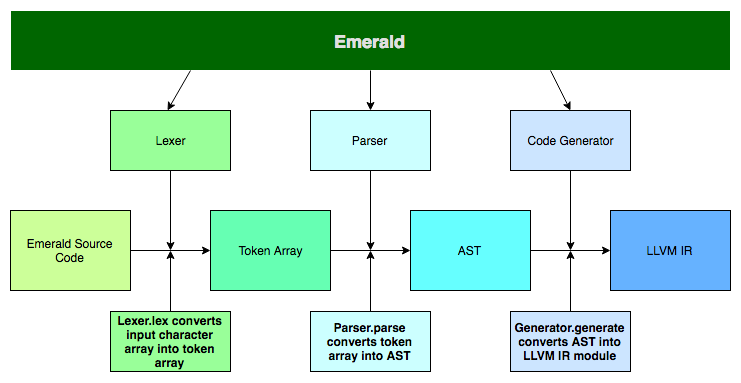 Emerald
Lexer
Parser
Code Generator
Emerald Source
Code
Token Array
AST
LLVM IR
Lexer.lex converts
input character
array into token
array
Parser.parse
converts token
array into AST
Generator.generate
converts AST into
LLVM IR module